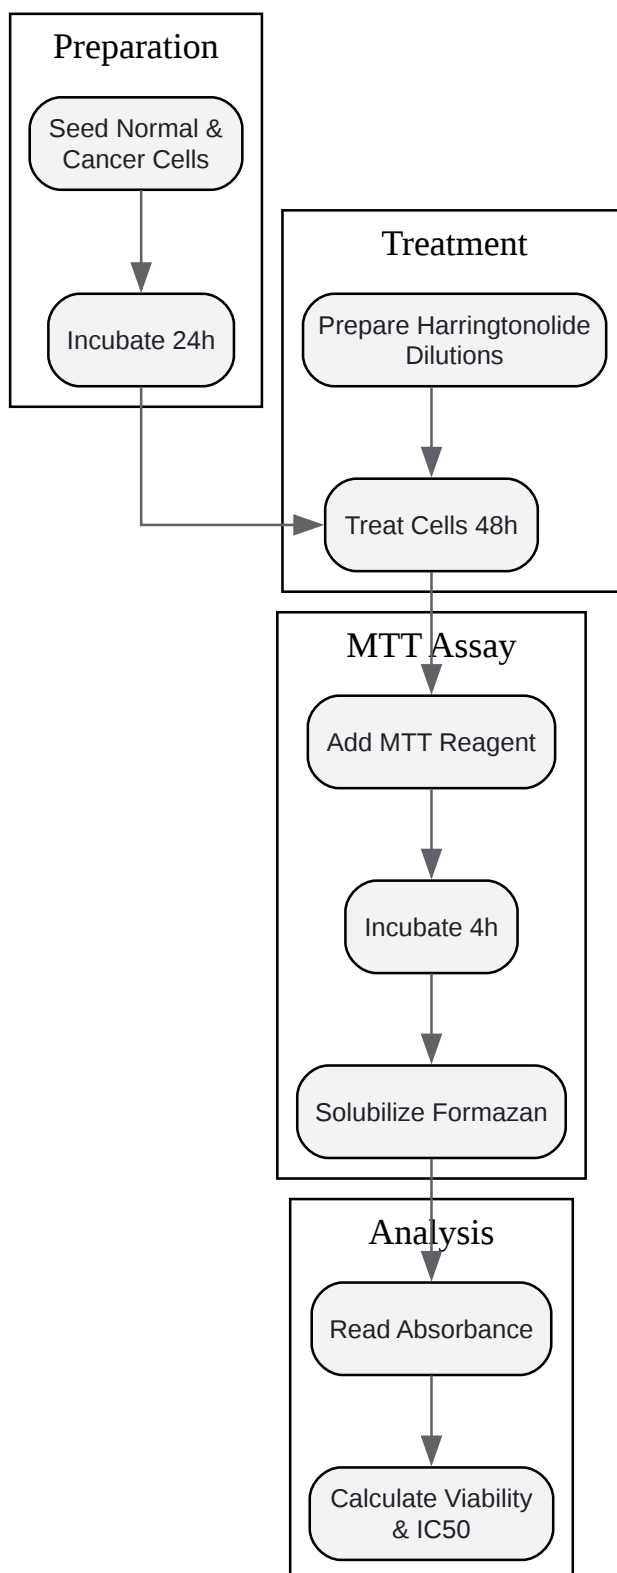 Preparation
Seed Normal &
Cancer Cells
Incubate 24h
Treatment
Prepare Harringtonolide
Dilutions
Treat Cells 48h
MTT Assay
Add MTT Reagent
Incubate 4h
Solubilize Formazan
Analysis
Read Absorbance
Calculate Viability
& IC50